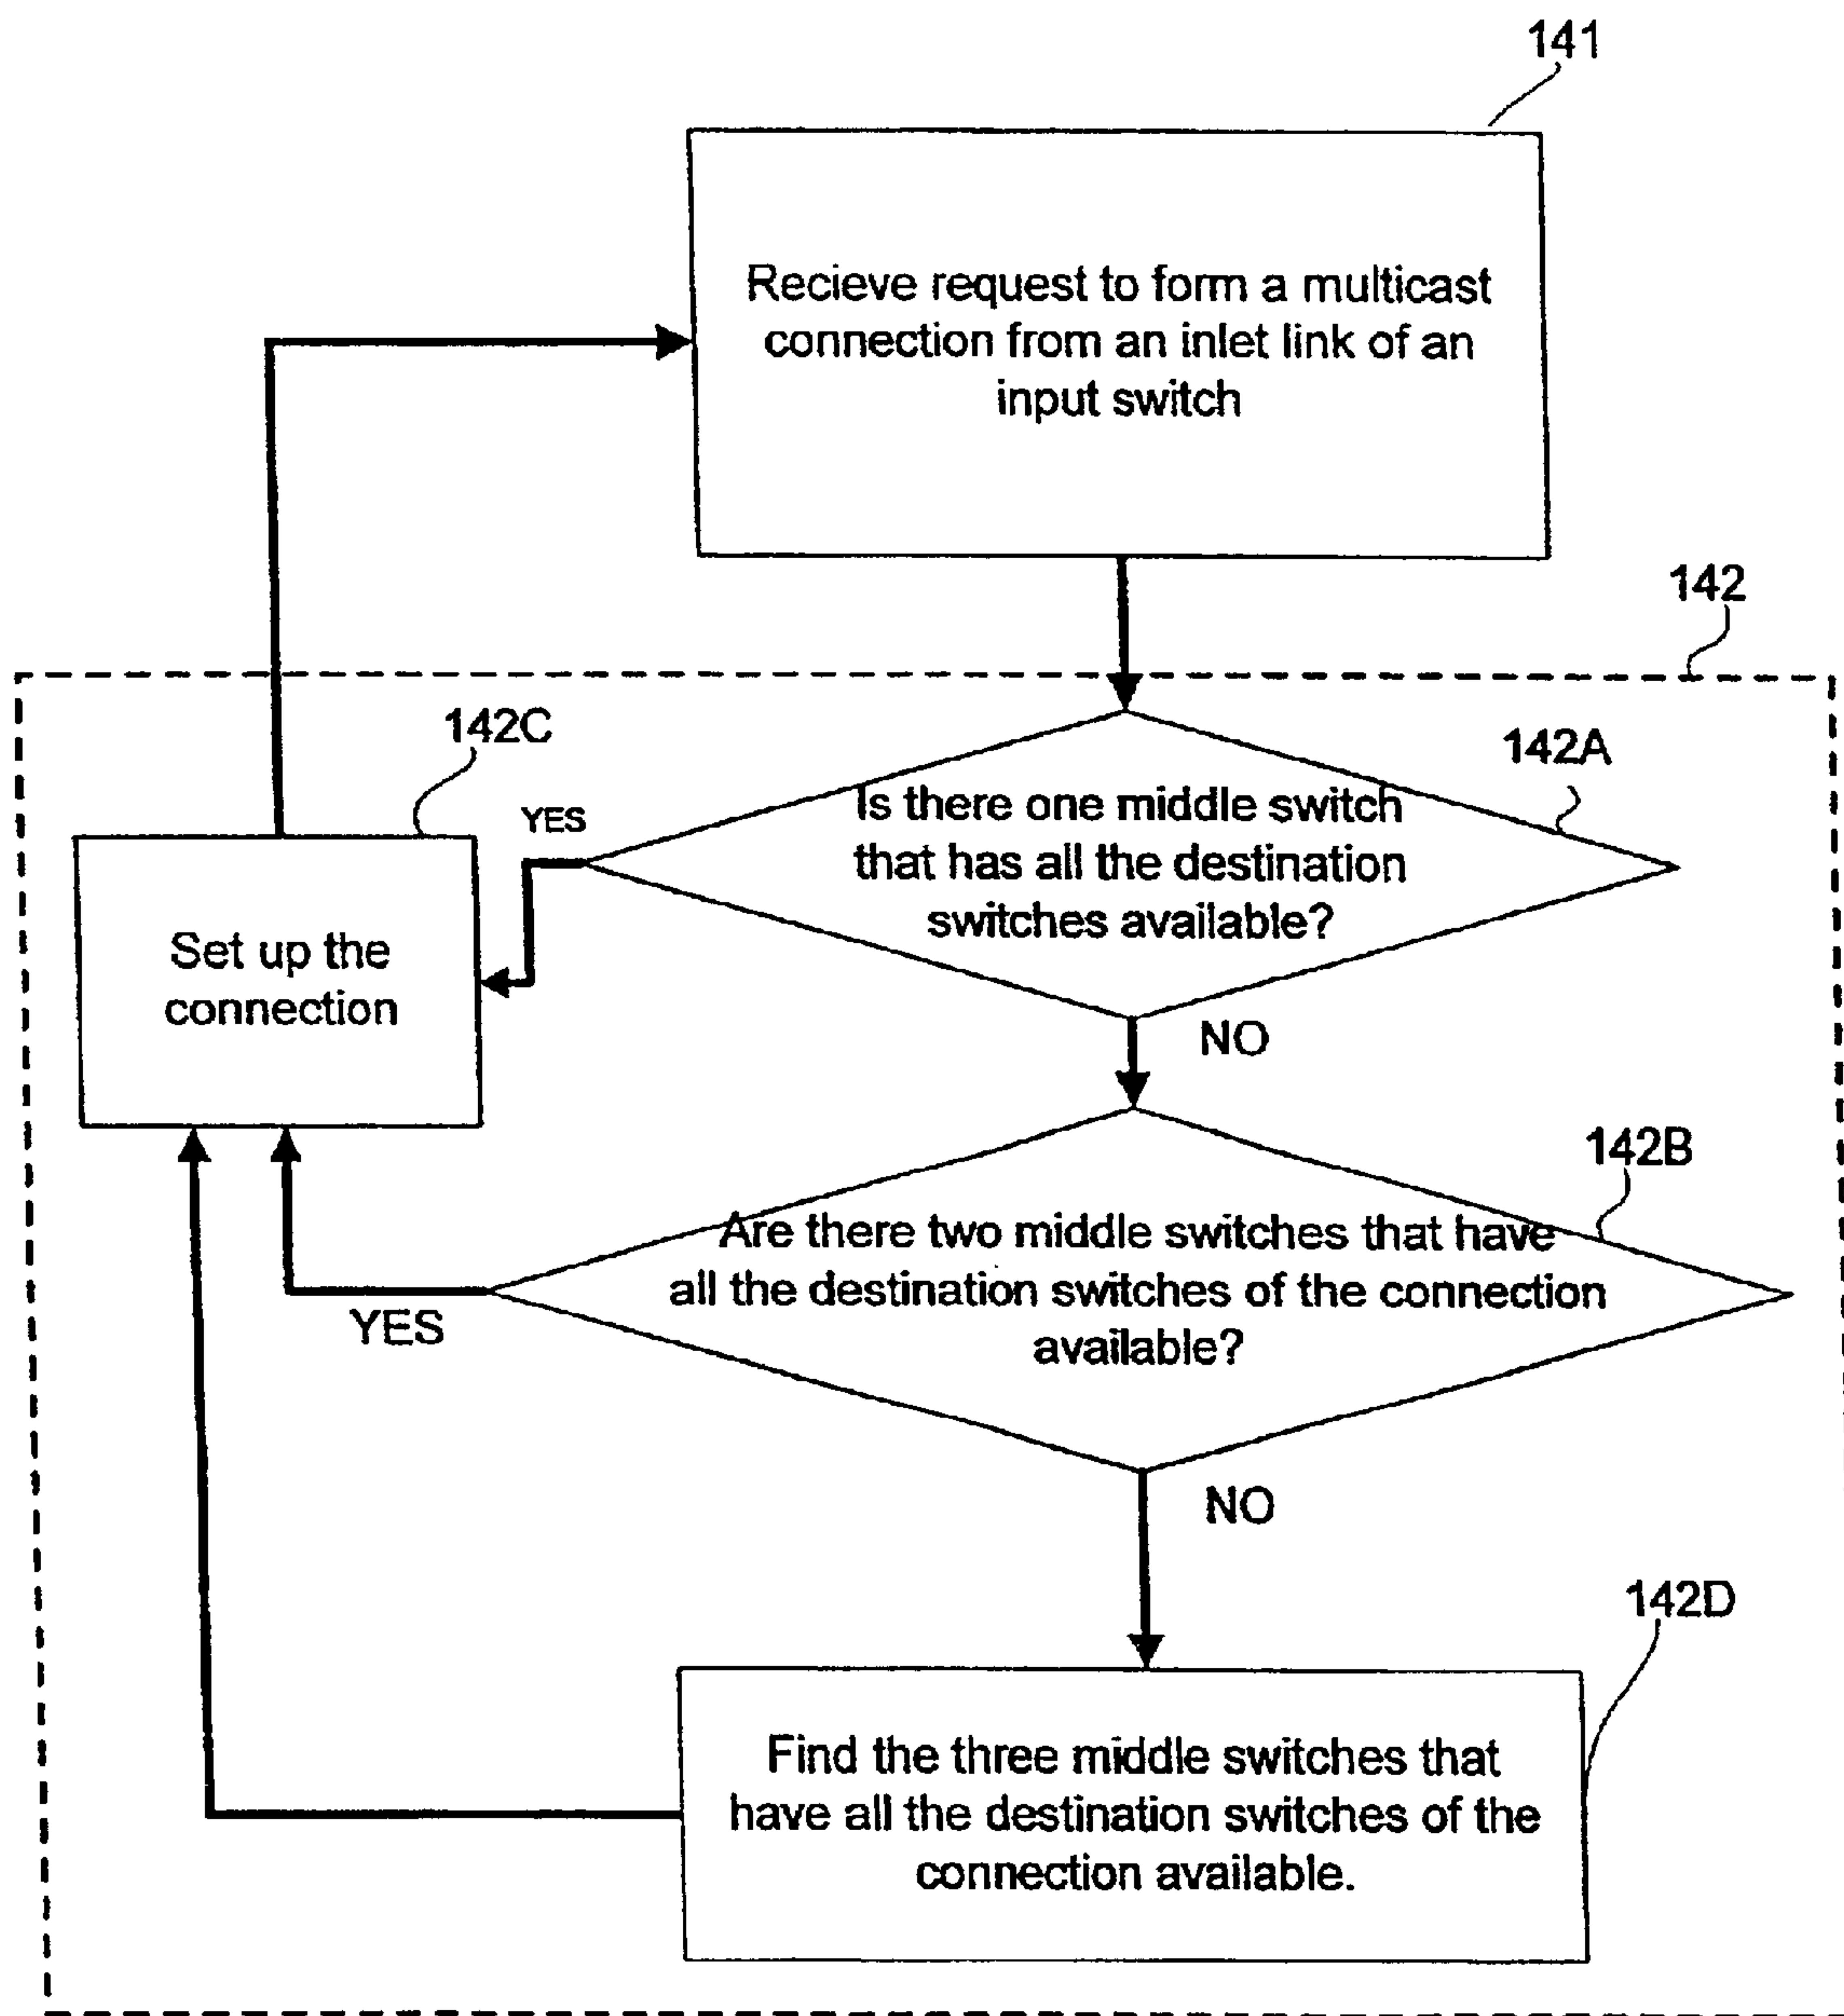 141
Recieve request to form a multicast
connection from an inlet link of an
input switch
142
142C
142A
YES
Is there one middle switch
that has all the destination
switches available?
Set up the
connection
NO
142B
Are there two middle switches that have
all the destination switches of the connection
available?
YES
NO
142D
Find the three middle switches that
have all the destination switches of the
connection available.